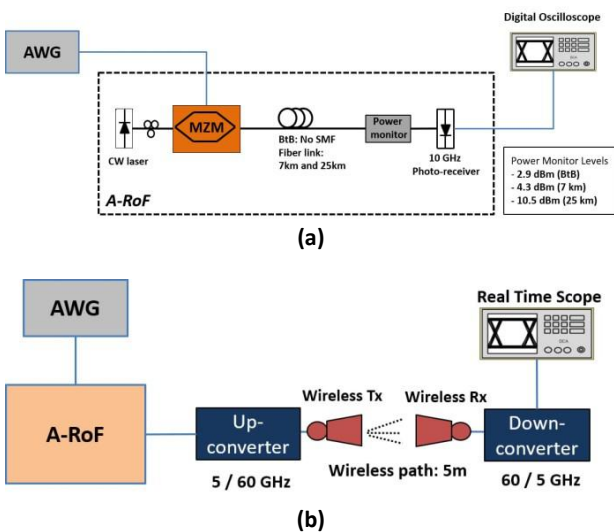 Digital Oscilloscope
AWG
MZM
Power
monitor
CW laser
BtB: No SMF
Fiber link:
7km and 25km
10 GHz
Photo-receiver
A-RoF
Power Monitor Levels
- 2.9 dBm (BtB)
- 4.3 dBm (7 km)
- 10.5 dBm (25 km)
(a)
AWG
Real Time Scope
A-RoF
Wireless Tx
Wireless Rx
Up-
converter
Down-
converter
Wireless path: 5m
5 / 60 GHz
60 / 5 GHz
(b)